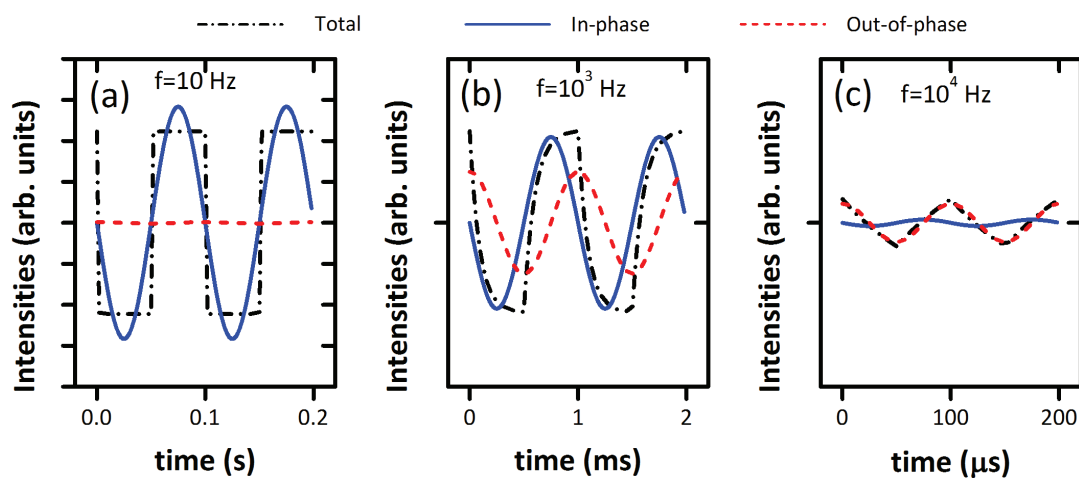 Total In-phase Out-of-phase
(a) f=10 Hz
Intensities (arb. units)
0.0 0.1 0.2
time (s)
(b) f=10³ Hz
Intensities (arb. units)
0 1 2
time (ms)
(c) f=10⁴ Hz
Intensities (arb. units)
0 100 200
time (μs)